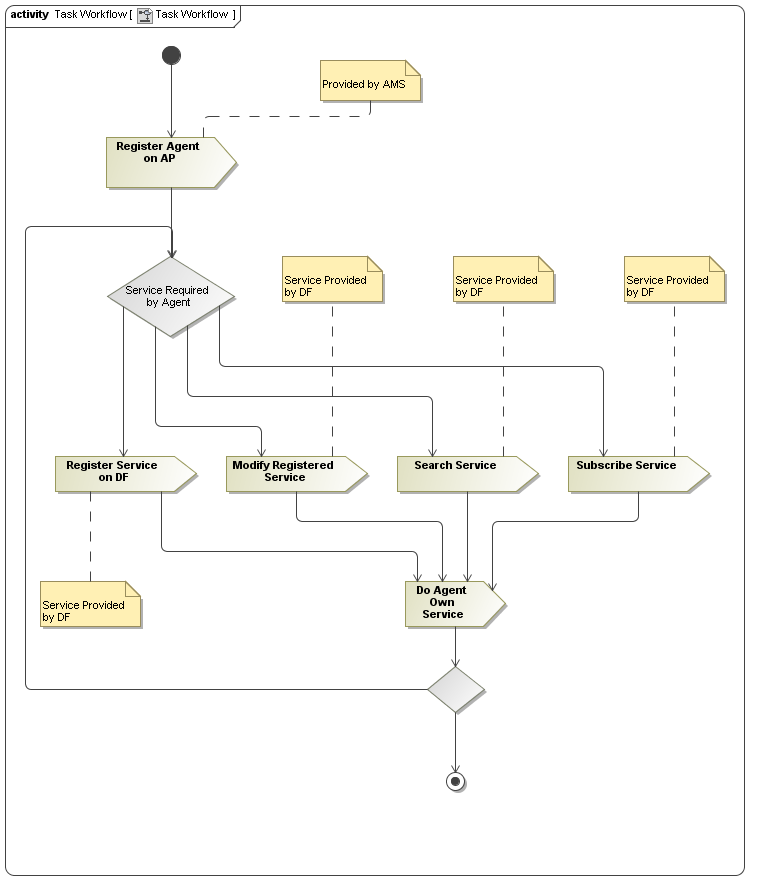 activity Task Workflow [ Task Workflow ]
Provided by AMS
Register Agent
on AP
Service Required
by Agent
Service Provided
by DF
Service Provided
by DF
Service Provided
by DF
Register Service
on DF
Modify Registered
Service
Search Service
Subscribe Service
Service Provided
by DF
Do Agent
Own
Service